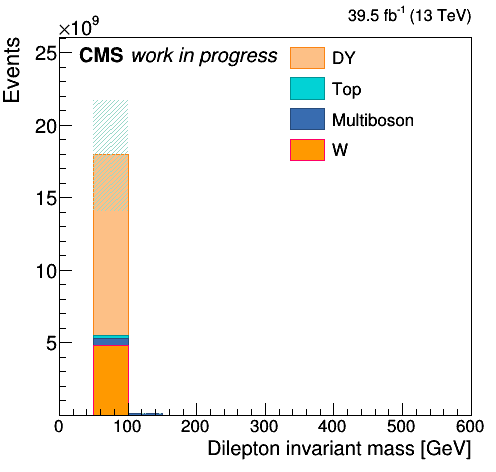 39.5 fb⁻¹ (13 TeV)
×10⁹
CMS work in progress
Events
25
20
15
10
5
DY
Top
Multiboson
W
0 100 200 300 400 500 600
Dilepton invariant mass [GeV]